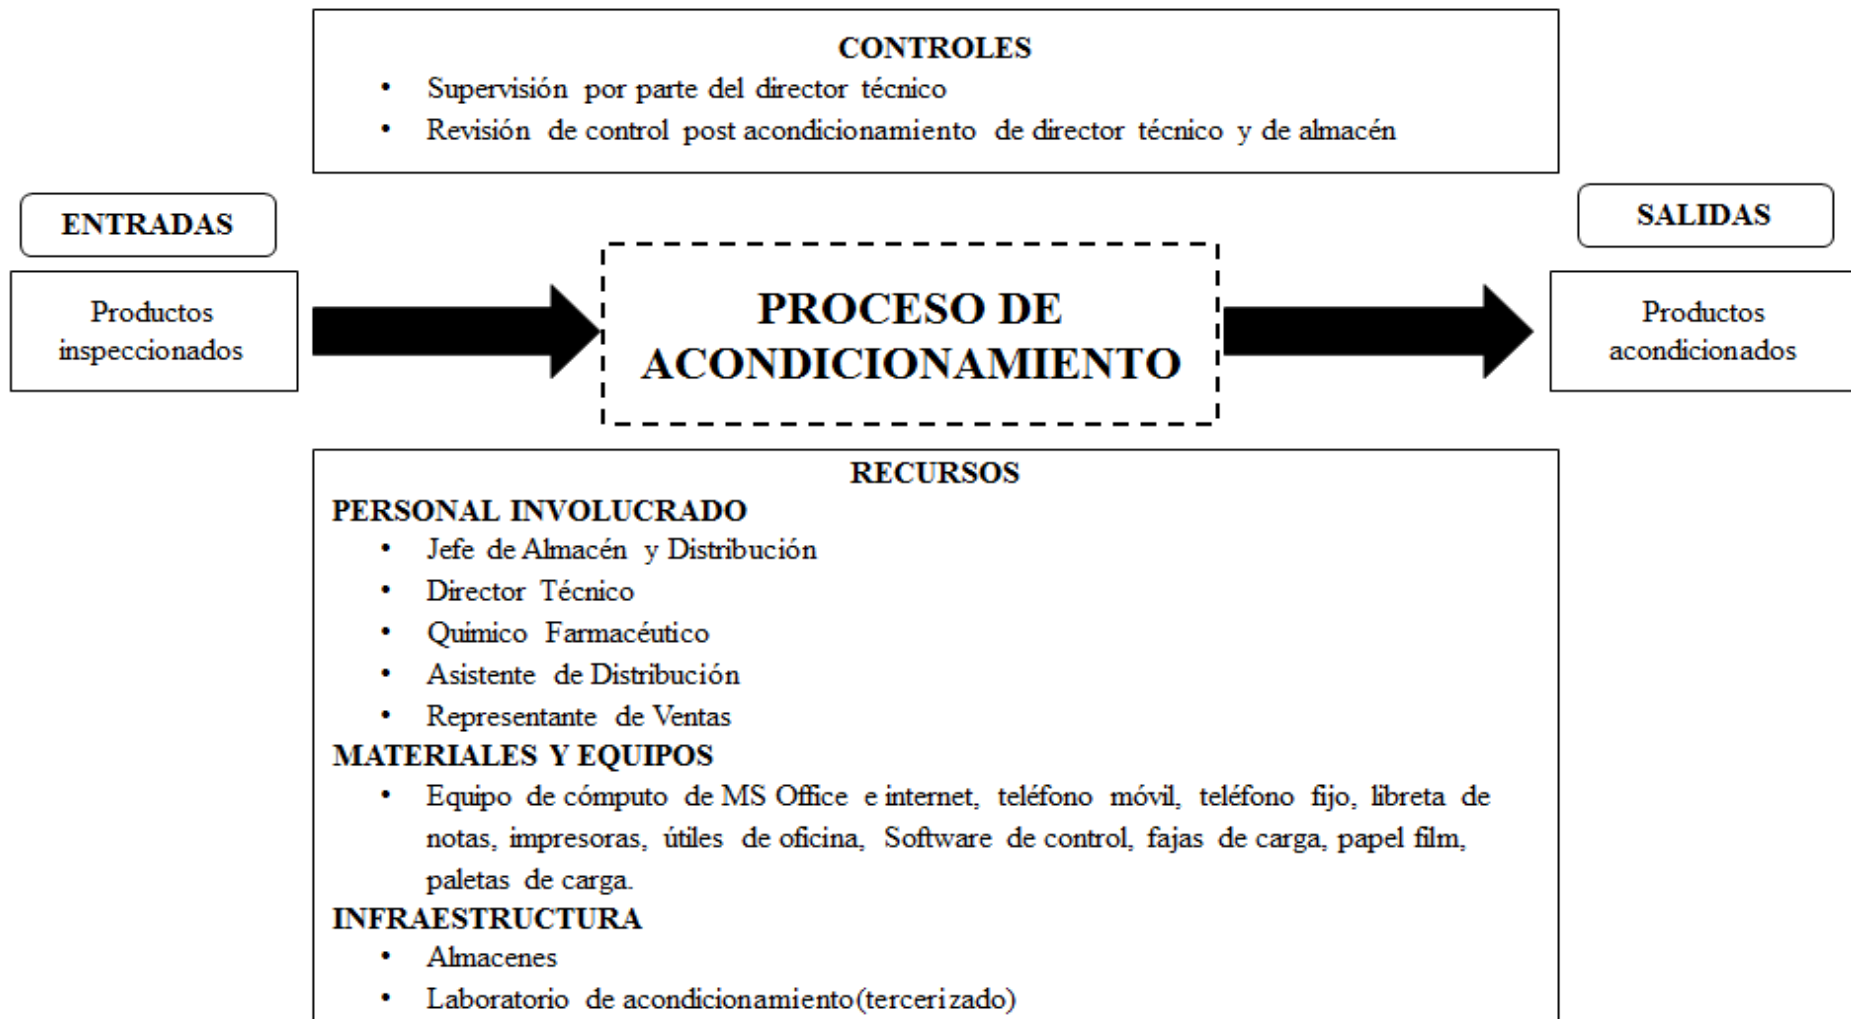 CONTROLES
• Supervisión por parte del director técnico
• Revisión de control post acondicionamiento de director técnico y de almacén
ENTRADAS
Productos
inspeccionados
PROCESO DE
ACONDICIONAMIENTO
SALIDAS
Productos
acondicionados
RECURSOS
PERSONAL INVOLUCRADO
• Jefe de Almacén y Distribución
• Director Técnico
• Químico Farmacéutico
• Asistente de Distribución
• Representante de Ventas
MATERIALES Y EQUIPOS
• Equipo de cómputo de MS Office e internet, teléfono móvil, teléfono fijo, libreta de
notas, impresoras, útiles de oficina, Software de control, fajas de carga, papel film,
paletas de carga.
INFRAESTRUCTURA
• Almacenes
• Laboratorio de acondicionamiento(tercerizado)